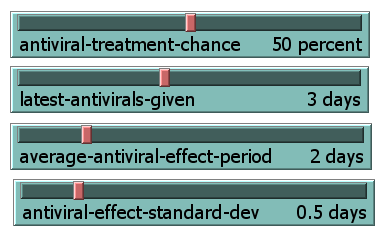 antiviral-treatment-chance 50 percent
latest-antivirals-given 3 days
average-antiviral-effect-period 2 days
antiviral-effect-standard-dev 0.5 days